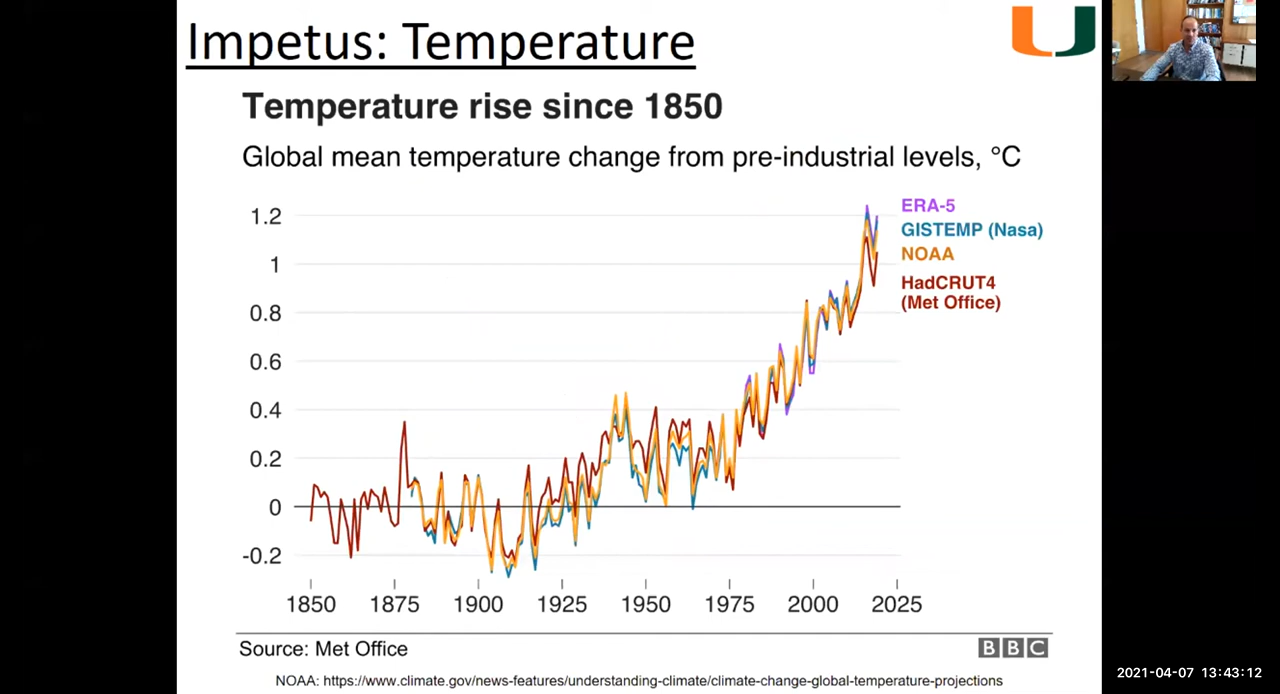 Impetus: Temperature
U
Temperature rise since 1850
Global mean temperature change from pre-industrial levels, °C
1.2
1
0.8
0.6
0.4
0.2
0
-0.2
ERA-5
GISTEMP (Nasa)
NOAA
HadCRUT4
(Met Office)
1850 1875 1900 1925 1950 1975 2000 2025
Source: Met Office
BBC
NOAA: https://www.climate.gov/news-features/understanding-climate/climate-change-global-temperature-projections
2021-04-07 13:43:12